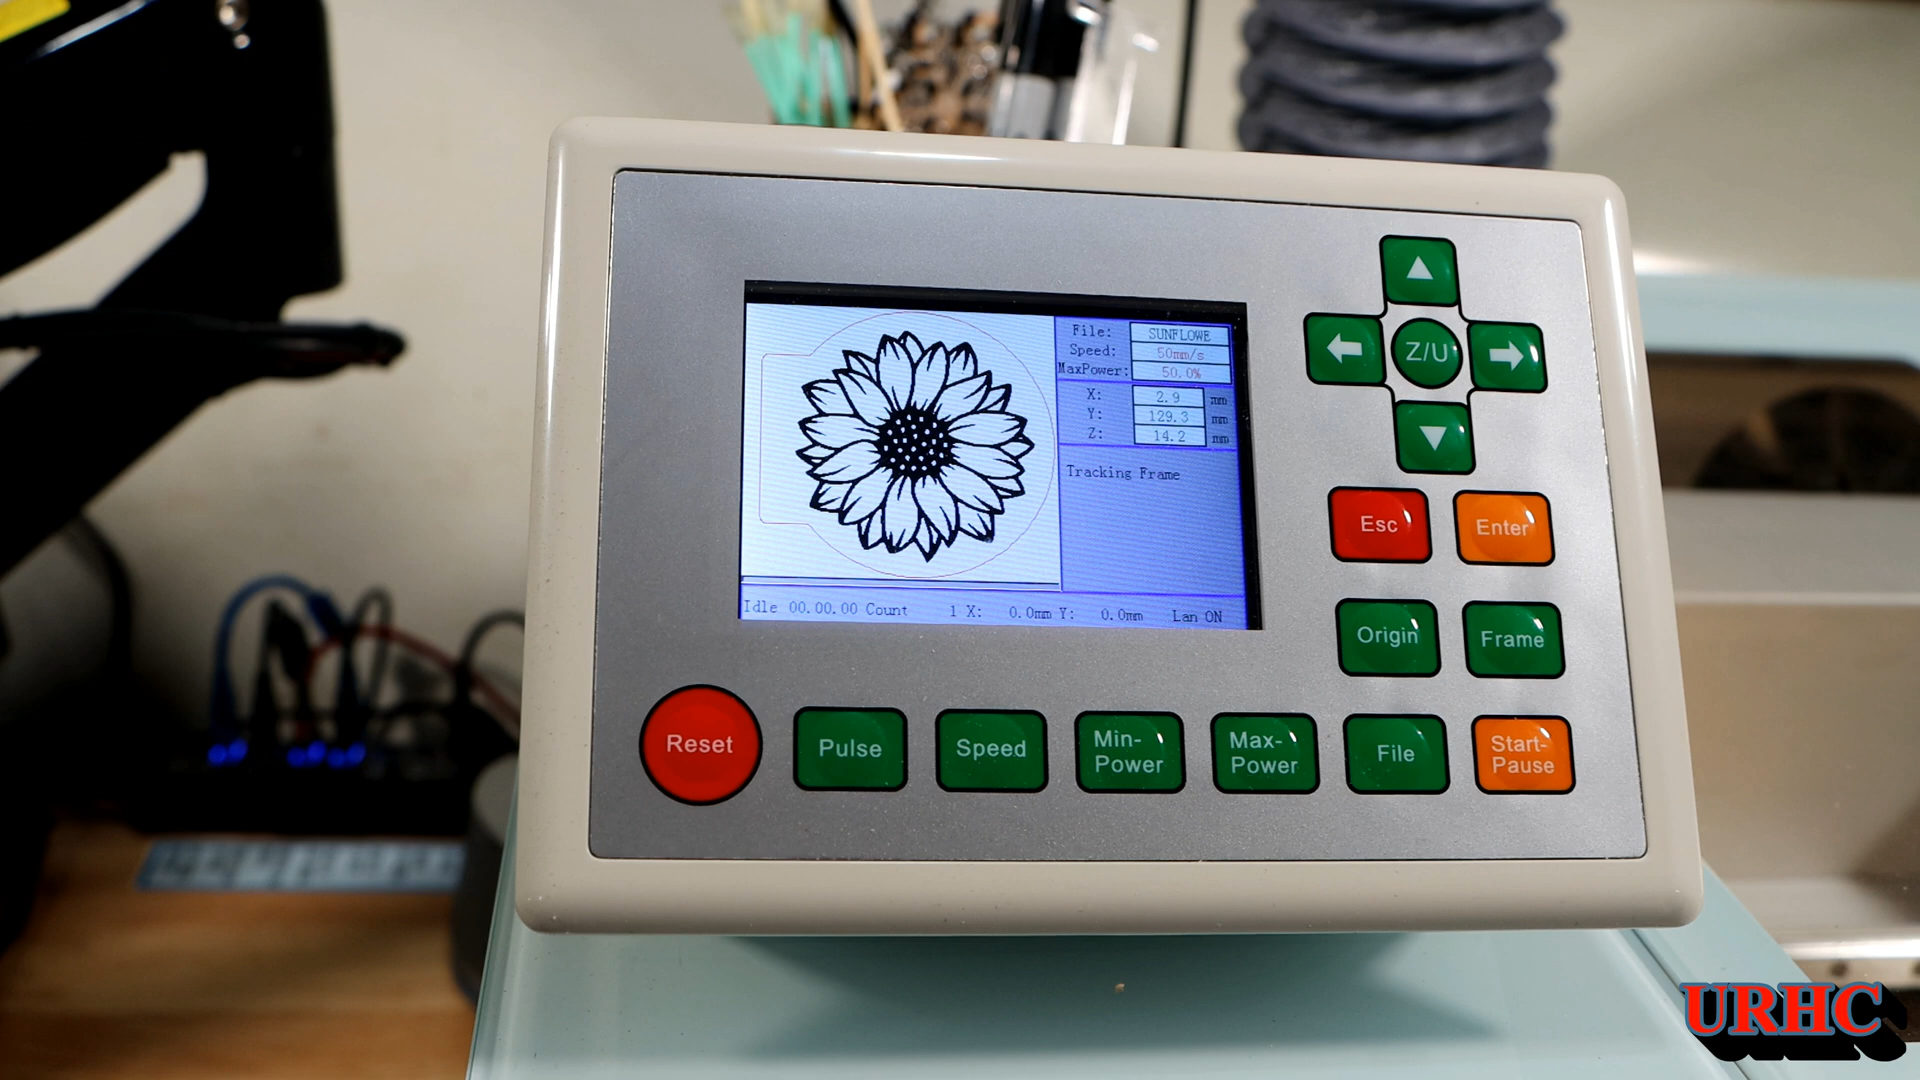 File: SUNFLOWE
Speed: 50mm/s
MaxPower: 50.0%
X: 2.9 mm
Y: 129.3 mm
Z: 14.2 mm
Tracking Frame
Idle 00.00.00 Count 1 X: 0.0mm Y: 0.0mm Lan ON
Z/U
Esc Enter
Origin Frame
Reset Pulse Speed Min-
Power Max-
Power File Start-
Pause
URHC